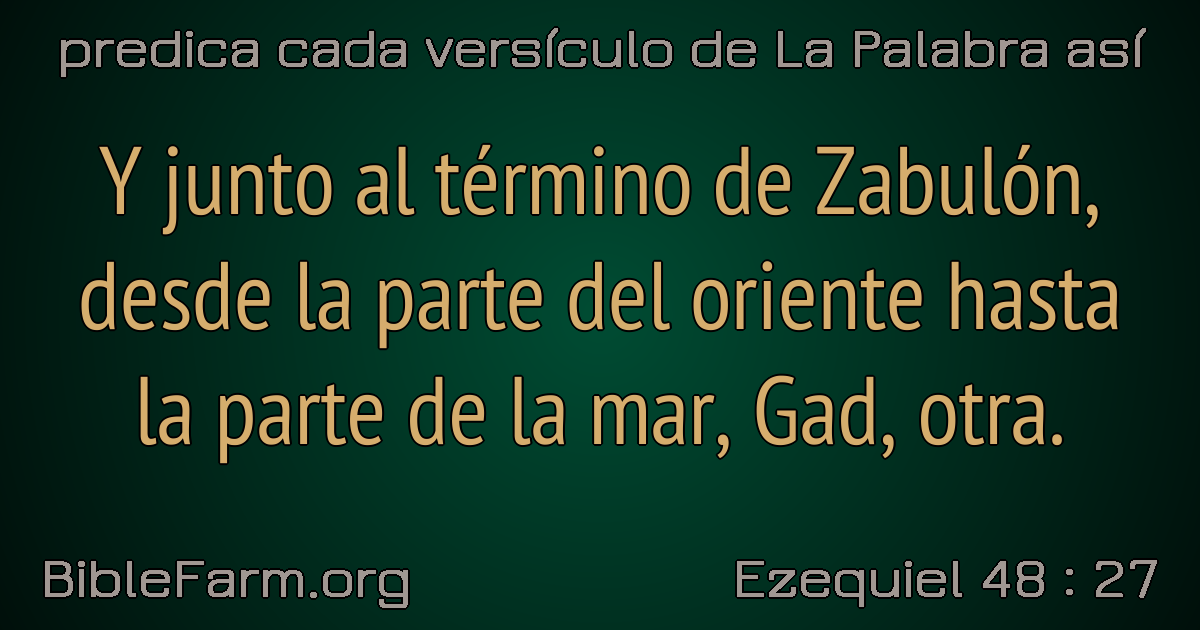 predica cada versículo de La Palabra así
Y junto al término de Zabulón,
desde la parte del oriente hasta
la parte de la mar, Gad, otra.
BibleFarm.org
Ezequiel 48 : 27